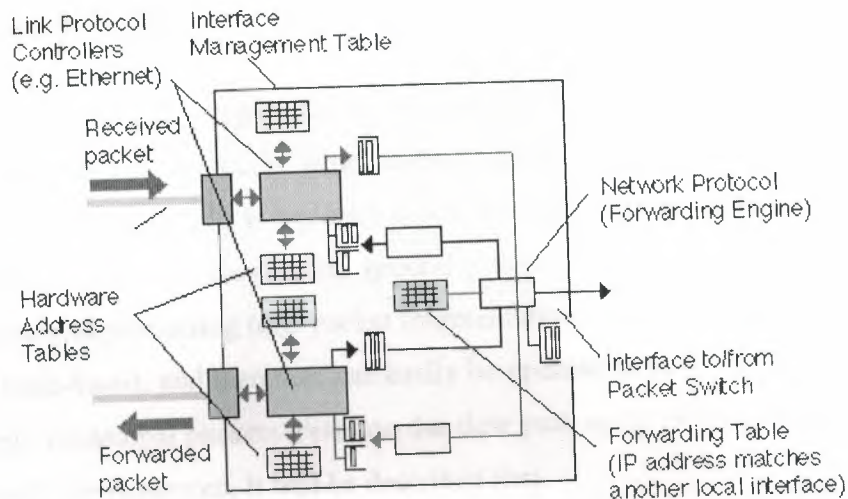 Link Protocol
Controllers
(e.g. Ethernet)
Interface
Management Table
Received
packet
Network Protocol
(Forwarding Engine)
Hardware
Address
Tables
Interface to/from
Packet Switch
Forwarded
packet
Forwarding Table
(IP address matches
another local interface)